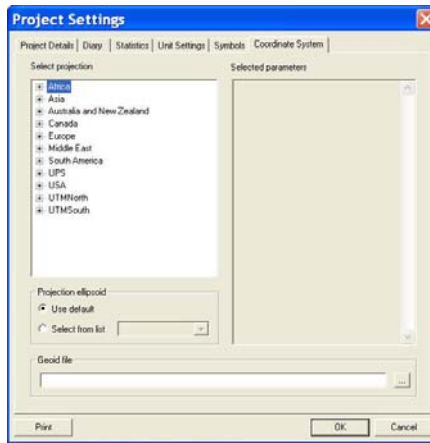 Project Settings
Project Details Diary Statistics Unit Settings Symbols Coordinate System
Select projection
Selected parameters
Africa
Asia
Australia and New Zealand
Canada
Europe
Middle East
South America
UPS
USA
UTMNorth
UTMSouth
Projection ellipsoid
Use default
Select from list
Geoid file
...
Print OK Cancel